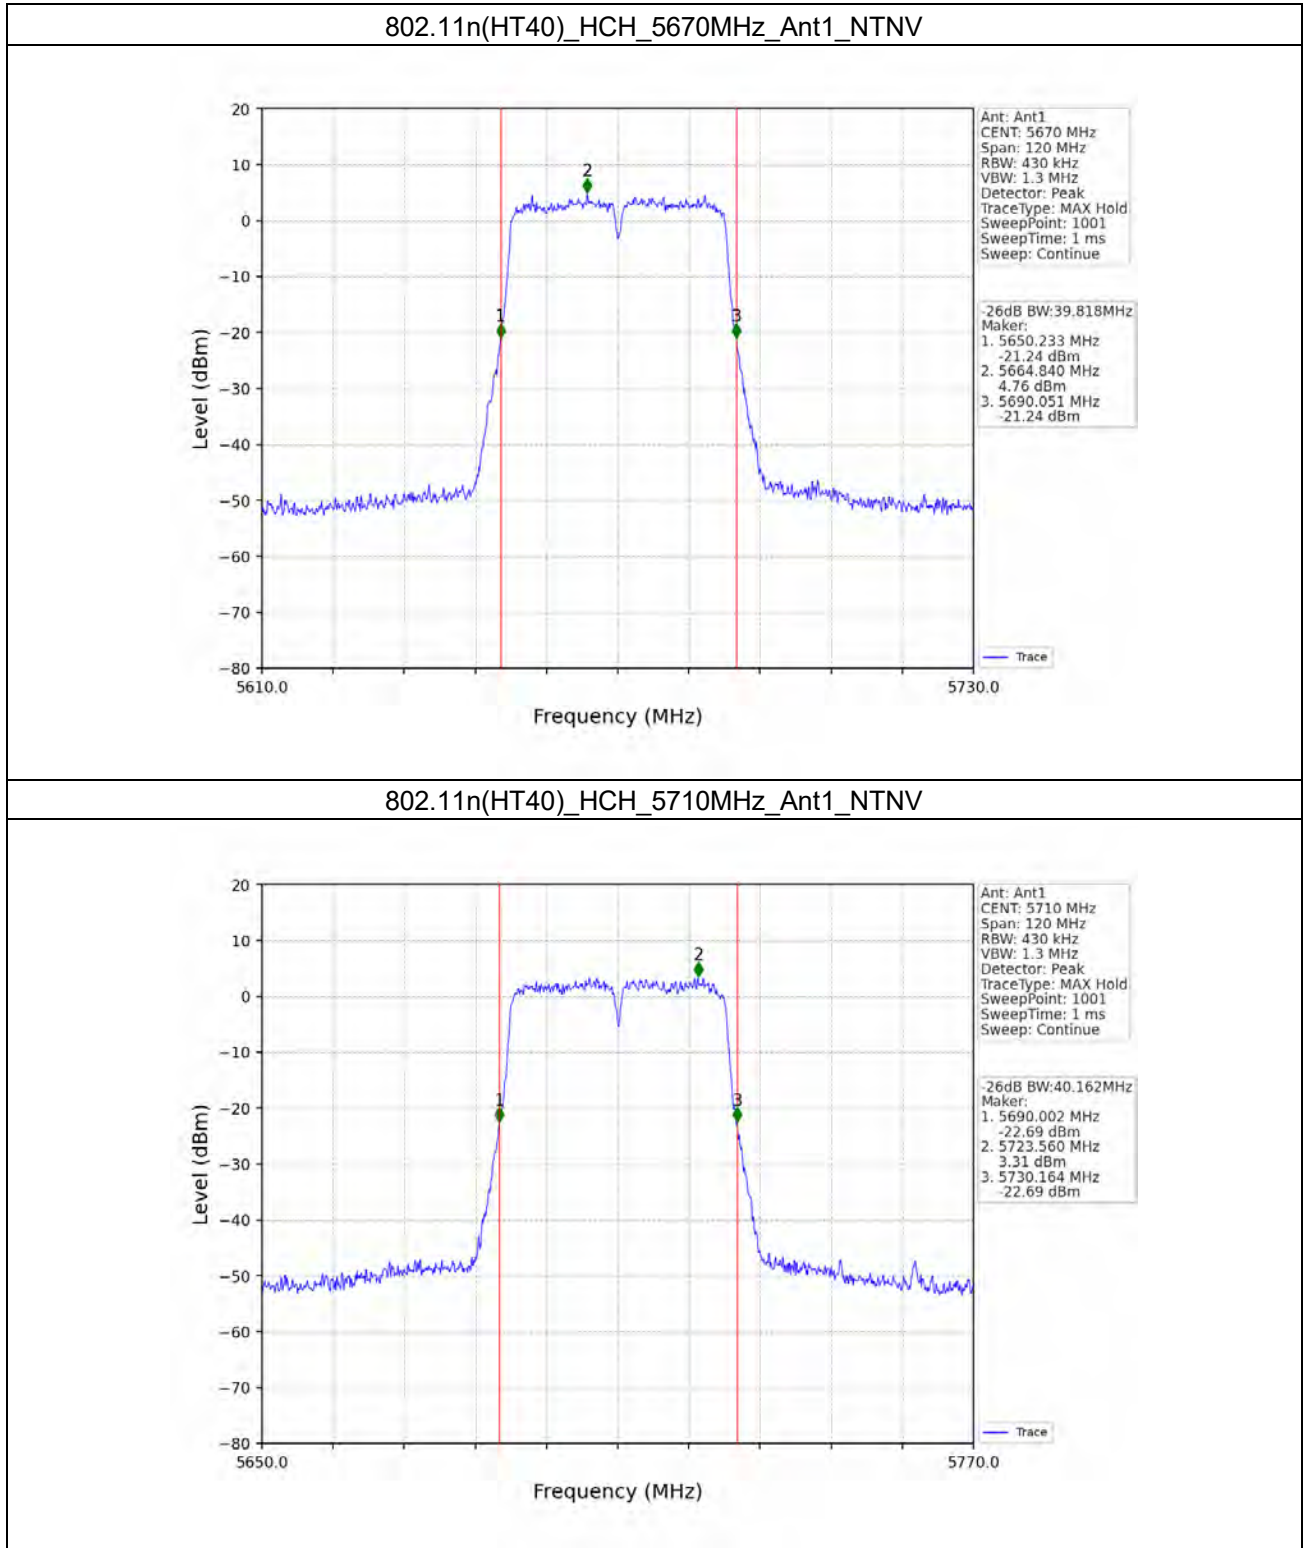 802.11n(HT40)_HCH_5670MHz_Ant1_NTNV
20
10
0
−10
−20
−30
−40
−50
−60
−70
−80
Level (dBm)
5610.0
5730.0
Frequency (MHz)
1
2
3
Ant: Ant1
CENT: 5670 MHz
Span: 120 MHz
RBW: 430 kHz
VBW: 1.3 MHz
Detector: Peak
TraceType: MAX Hold
SweepPoint: 1001
SweepTime: 1 ms
Sweep: Continue
-26dB BW:39.818MHz
Maker:
1. 5650.233 MHz
-21.24 dBm
2. 5664.840 MHz
4.76 dBm
3. 5690.051 MHz
-21.24 dBm
Trace
802.11n(HT40)_HCH_5710MHz_Ant1_NTNV
20
10
0
−10
−20
−30
−40
−50
−60
−70
−80
Level (dBm)
5650.0
5770.0
Frequency (MHz)
1
2
3
Ant: Ant1
CENT: 5710 MHz
Span: 120 MHz
RBW: 430 kHz
VBW: 1.3 MHz
Detector: Peak
TraceType: MAX Hold
SweepPoint: 1001
SweepTime: 1 ms
Sweep: Continue
-26dB BW:40.162MHz
Maker:
1. 5690.002 MHz
-22.69 dBm
2. 5723.560 MHz
3.31 dBm
3. 5730.164 MHz
-22.69 dBm
Trace